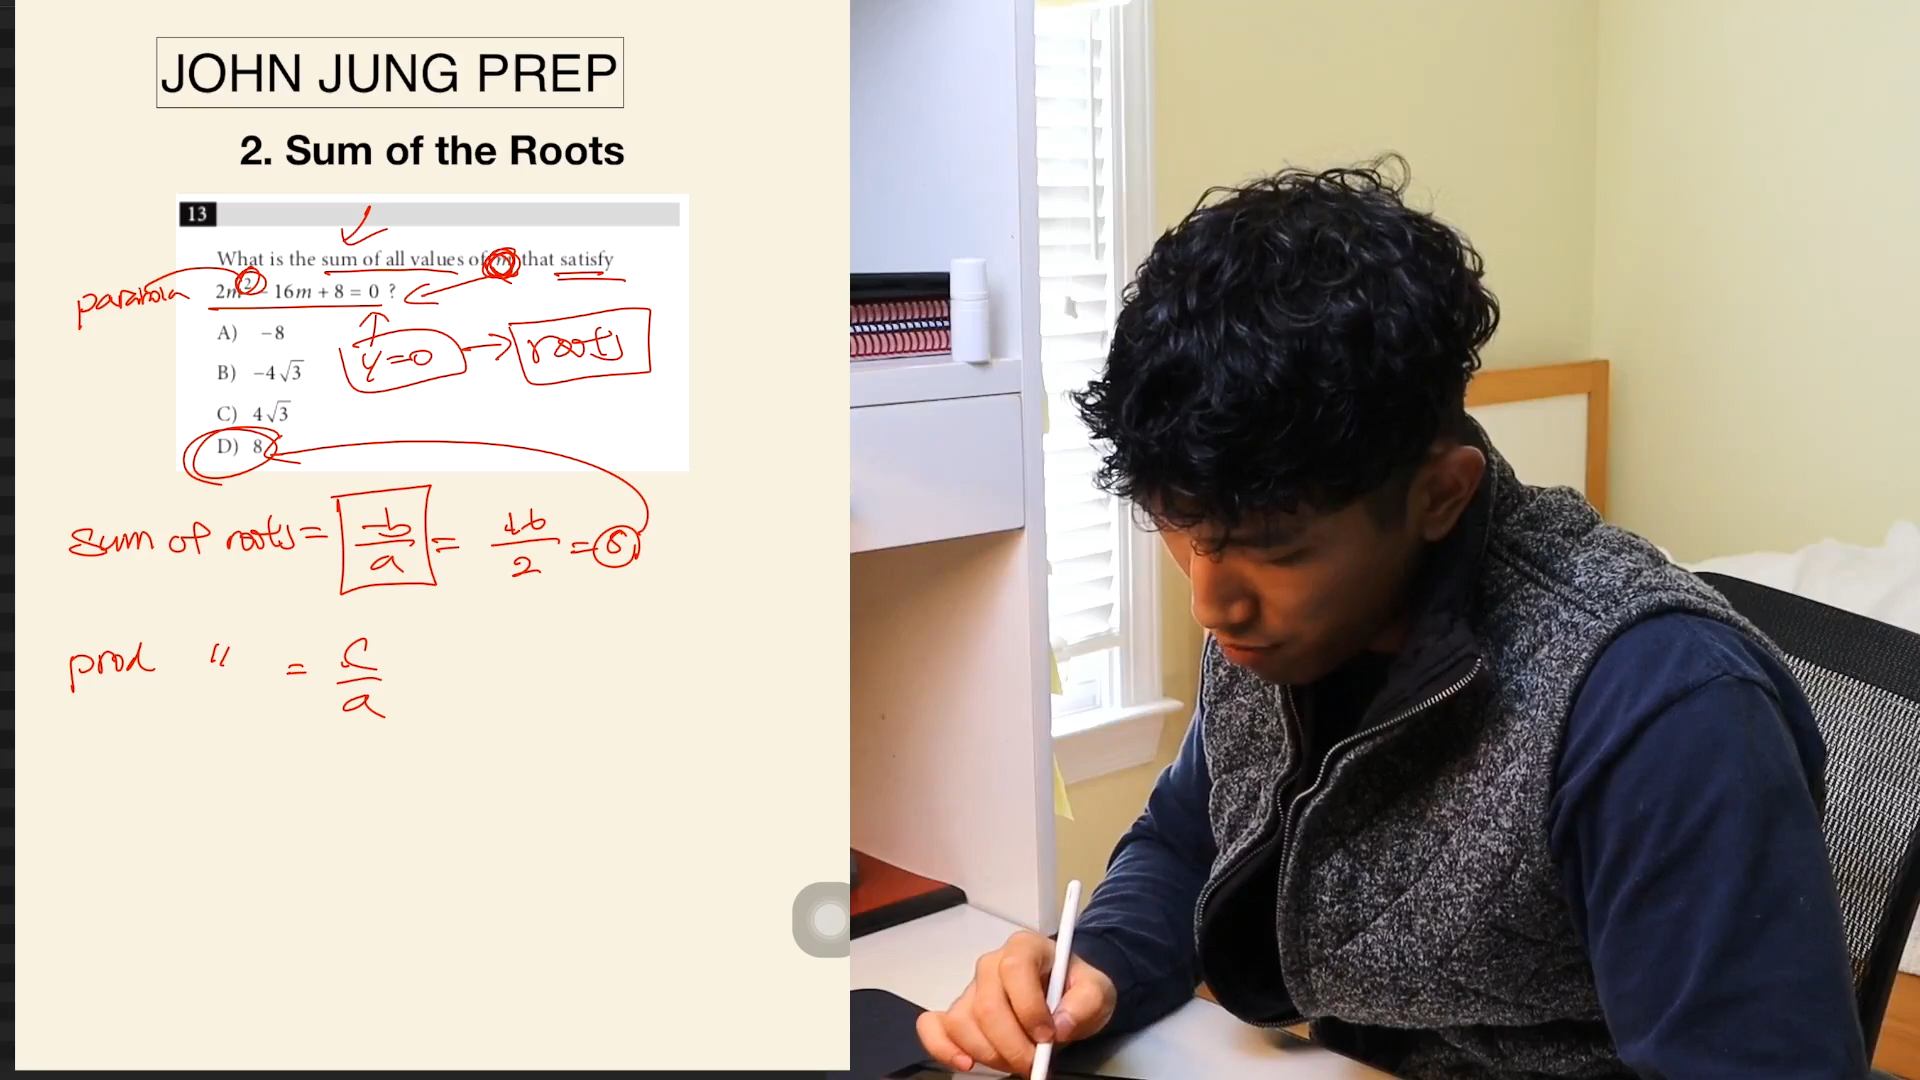 JOHN JUNG PREP
2. Sum of the Roots
13
What is the sum of all values of m that satisfy
parabola 2m² – 16m + 8 = 0 ?
A) −8
y=0 → roots
B) −4√3
C) 4√3
D) 8
sum of roots = -b/a = 16/2 = 8
prod " = c/a